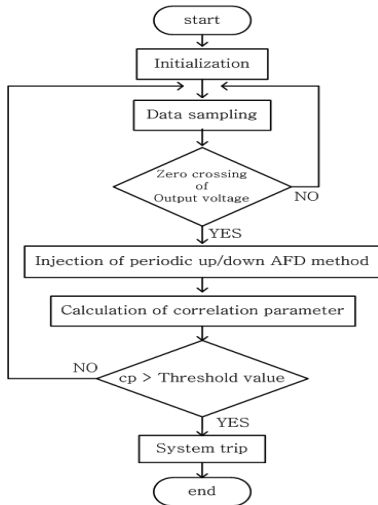 start
Initialization
Data sampling
Zero crossing
of
Output voltage
NO
YES
Injection of periodic up/down AFD method
Calculation of correlation parameter
NO
cp > Threshold value
YES
System trip
end